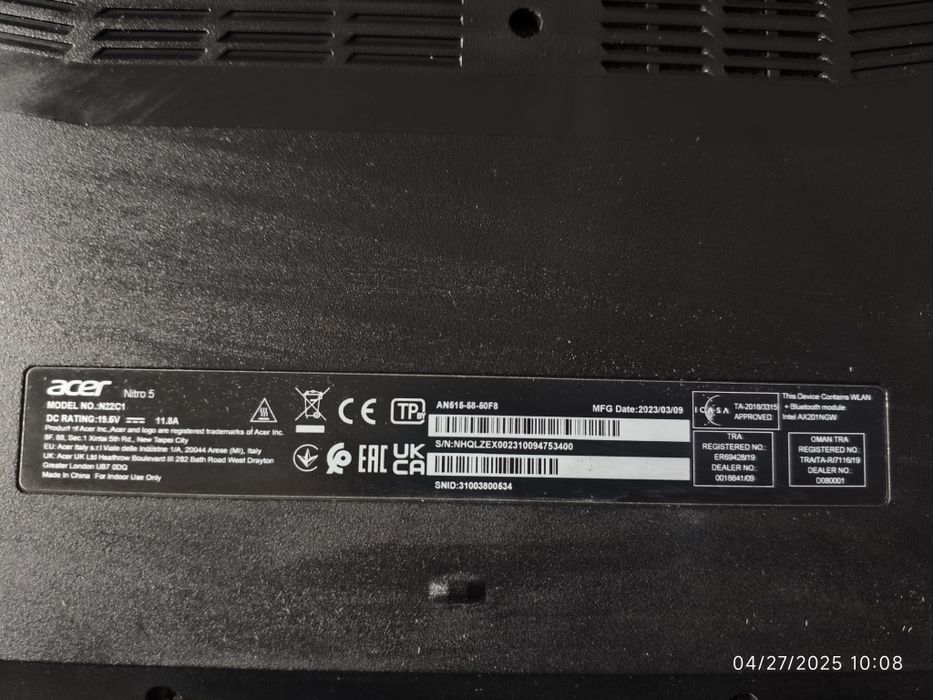 acer Nitro 5
MODEL NO.:N22C1
DC RATING:19.5V 11.8A
Product of Acer Inc.,Acer and logo are registered trademarks of Acer Inc.
8F. 88, Sec.1 Xintai 5th Rd., New Taipei City
EU: Acer Italy s.r.l Viale delle Industrie 1/A, 20044 Arese (MI), Italy
UK: Acer UK Ltd Heathrow Boulevard III 282 Bath Road West Drayton
Greater London UB7 0DQ
Made in China For Indoor Use Only
CE
TP
BY
EAC
UK
CA
AN515-58-50F8
MFG Date:2023/03/09
S/N:NHQLZEX002310094753400
SNID:31003800534
ICASA
TA-2018/3315
APPROVED
This Device Contains WLAN
+ Bluetooth module
Intel AX201NGW
TRA
REGISTERED NO.:
ER69428/19
DEALER NO.:
0018841/09
OMAN TRA
REGISTERED NO.:
TRA/TA-R/7116/19
DEALER NO.:
D080001
04/27/2025 10:08